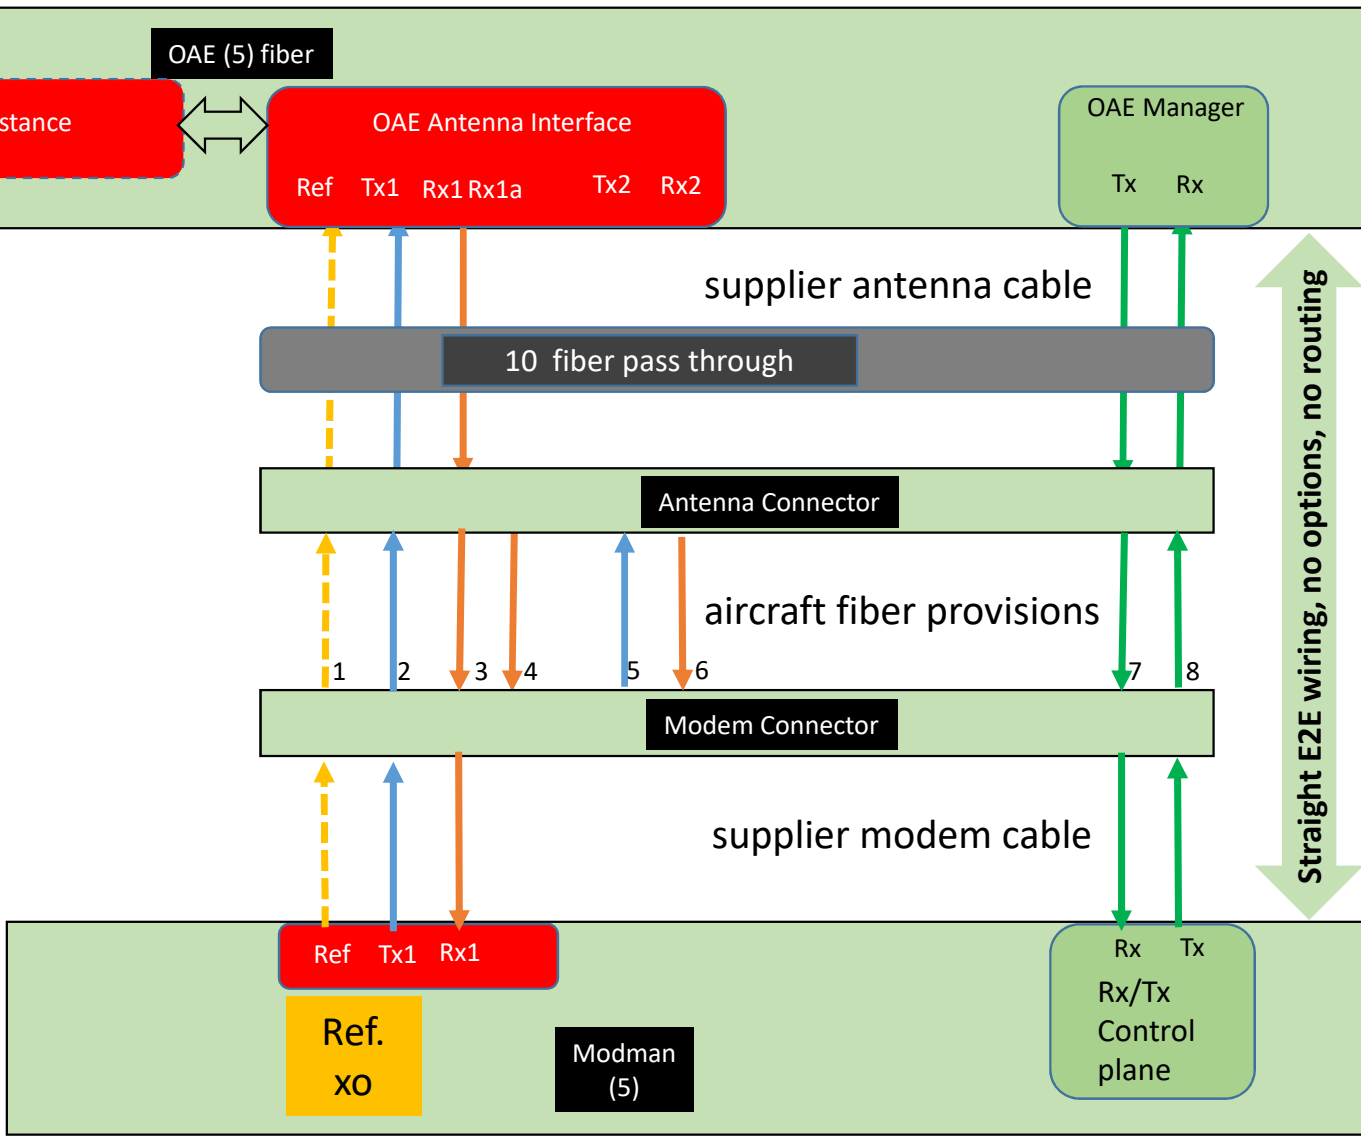 OAE (5) fiber
stance
OAE Antenna Interface
Ref Tx1 Rx1 Rx1a Tx2 Rx2
OAE Manager
Tx Rx
supplier antenna cable
10 fiber pass through
Antenna Connector
aircraft fiber provisions
1 2 3 4 5 6 7 8
Modem Connector
supplier modem cable
Straight E2E wiring, no options, no routing
Ref Tx1 Rx1
Ref.
xo
Modman
(5)
Rx Tx
Rx/Tx
Control
plane